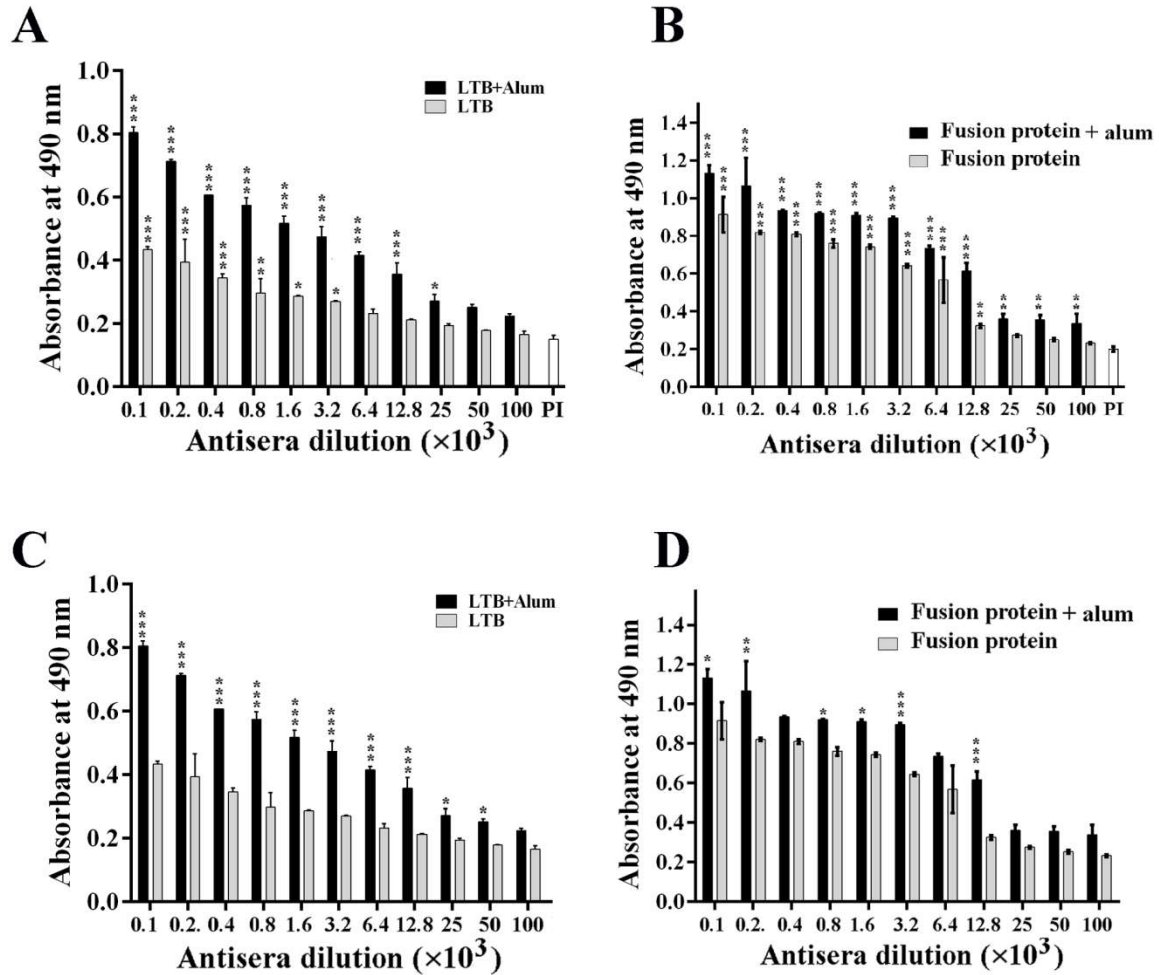 A
Absorbance at 490 nm
1.0
0.8
0.6
0.4
0.2
0.0
LTB+Alum
LTB
*** *** *** *** *** *** *** *** *
*** *** *** ** * *
0.1 0.2. 0.4 0.8 1.6 3.2 6.4 12.8 25 50 100 PI
Antisera dilution (×10³)
B
Absorbance at 490 nm
1.4
1.2
1.0
0.8
0.6
0.4
0.2
0.0
Fusion protein + alum
Fusion protein
*** *** *** *** *** *** *** *** ** ** **
*** *** *** *** *** *** *** **
0.1 0.2. 0.4 0.8 1.6 3.2 6.4 12.8 25 50 100 PI
Antisera dilution (×10³)
C
Absorbance at 490 nm
1.0
0.8
0.6
0.4
0.2
0.0
LTB+Alum
LTB
*** *** *** *** *** *** *** *** * *
0.1 0.2. 0.4 0.8 1.6 3.2 6.4 12.8 25 50 100
Antisera dilution (×10³)
D
Absorbance at 490 nm
1.4
1.2
1.0
0.8
0.6
0.4
0.2
0.0
Fusion protein + alum
Fusion protein
* ** * * *** ***
0.1 0.2. 0.4 0.8 1.6 3.2 6.4 12.8 25 50 100
Antisera dilution (×10³)